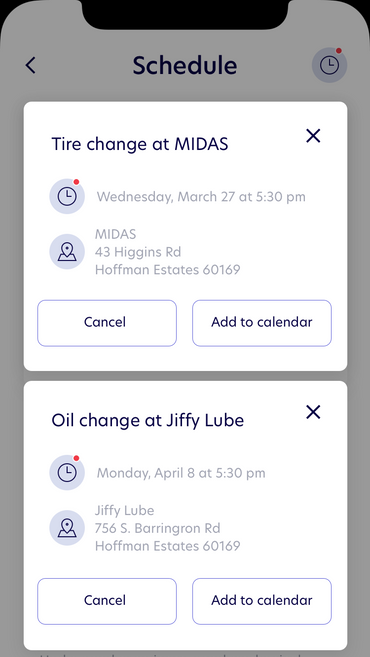 Schedule
Tire change at MIDAS
Wednesday, March 27 at 5:30 pm
MIDAS
43 Higgins Rd
Hoffman Estates 60169
Cancel
Add to calendar
Oil change at Jiffy Lube
Monday, April 8 at 5:30 pm
Jiffy Lube
756 S. Barringron Rd
Hoffman Estates 60169
Cancel
Add to calendar